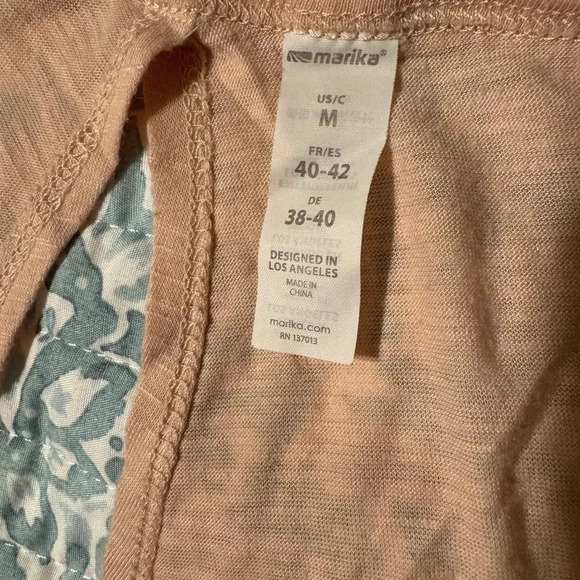 marika®
US/C
M
FR/ES
40-42
DE
38-40
DESIGNED IN
LOS ANGELES
MADE IN
CHINA
marika.com
RN 137013